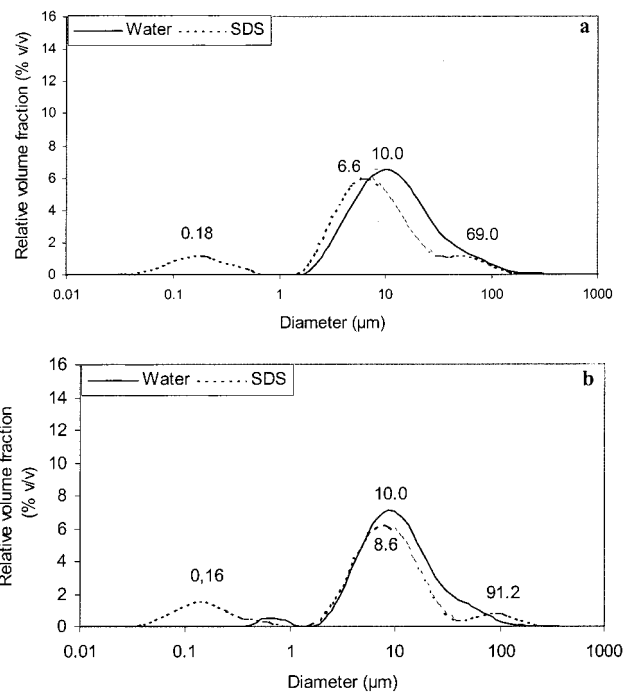 Water SDS a
16
14
12
10
8
6
4
2
0
Relative volume fraction (% v/v)
6.6 10.0
0.18
69.0
0.01 0.1 1 10 100 1000
Diameter (µm)
Water SDS b
16
14
12
10
8
6
4
2
0
Relative volume fraction
(% v/v)
10.0
8.6
0,16
91.2
0.01 0.1 1 10 100 1000
Diameter (µm)